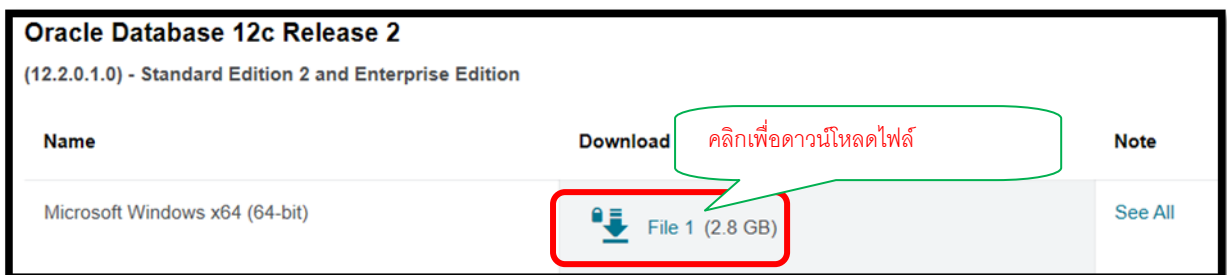 Oracle Database 12c Release 2
(12.2.0.1.0) - Standard Edition 2 and Enterprise Edition
Name Download Note
คลิกเพื่อดาวน์โหลดไฟล์
Microsoft Windows x64 (64-bit) File 1 (2.8 GB) See All